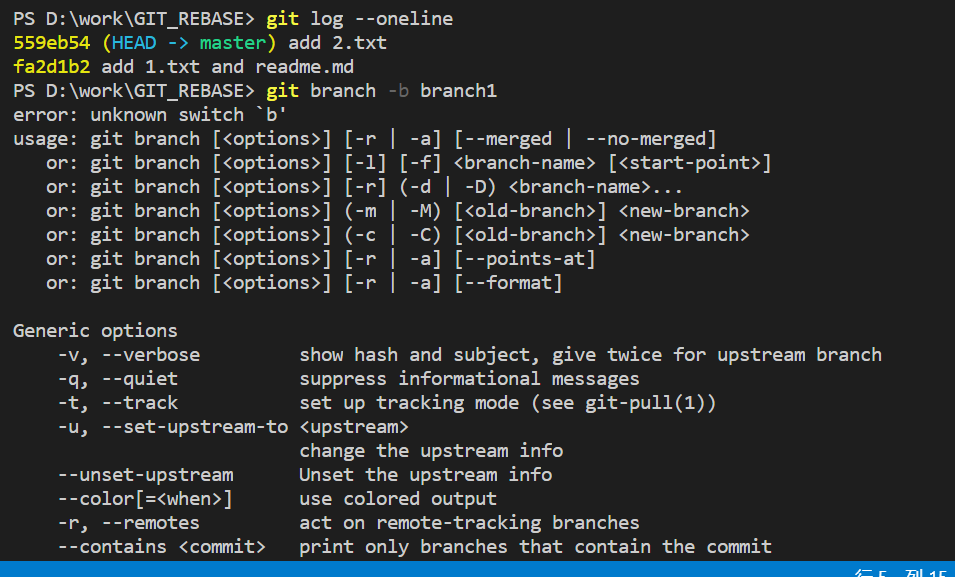 PS D:\work\GIT_REBASE> git log --oneline
559eb54 (HEAD -> master) add 2.txt
fa2d1b2 add 1.txt and readme.md
PS D:\work\GIT_REBASE> git branch -b branch1
error: unknown switch `b'
usage: git branch [<options>] [-r | -a] [--merged | --no-merged]
   or: git branch [<options>] [-l] [-f] <branch-name> [<start-point>]
   or: git branch [<options>] [-r] (-d | -D) <branch-name>...
   or: git branch [<options>] (-m | -M) [<old-branch>] <new-branch>
   or: git branch [<options>] (-c | -C) [<old-branch>] <new-branch>
   or: git branch [<options>] [-r | -a] [--points-at]
   or: git branch [<options>] [-r | -a] [--format]

Generic options
    -v, --verbose         show hash and subject, give twice for upstream branch
    -q, --quiet           suppress informational messages
    -t, --track           set up tracking mode (see git-pull(1))
    -u, --set-upstream-to <upstream>
                          change the upstream info
    --unset-upstream      Unset the upstream info
    --color[=<when>]      use colored output
    -r, --remotes         act on remote-tracking branches
    --contains <commit>   print only branches that contain the commit
行 5，列 15